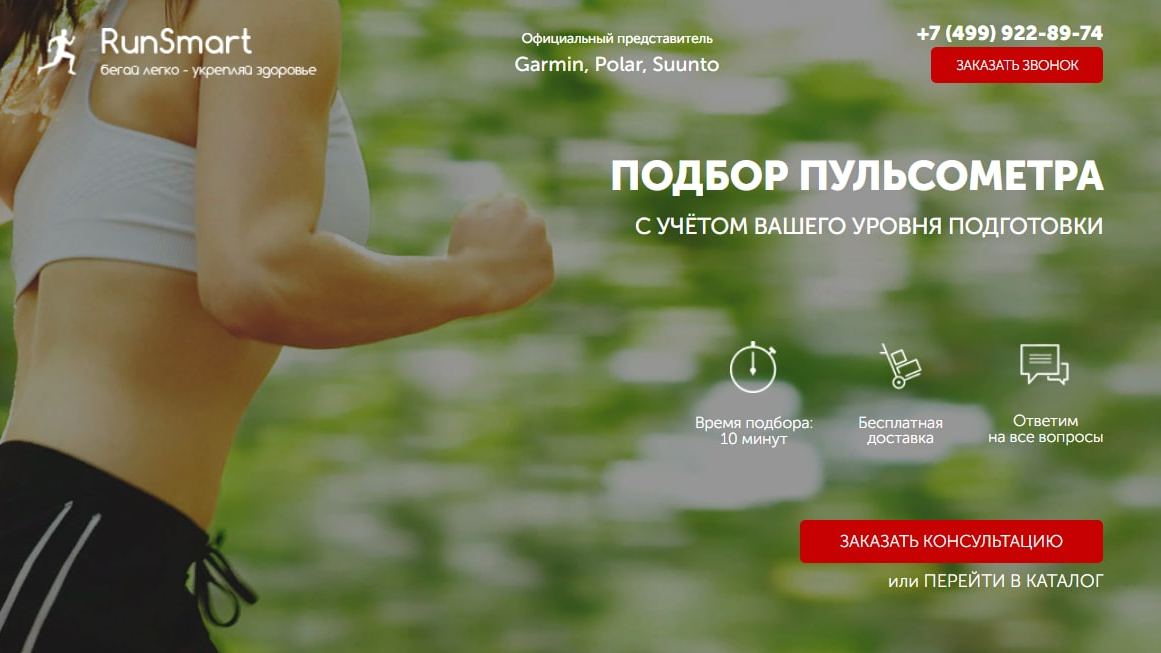 RunSmart
бегай легко - укрепляй здоровье
Официальный представитель
Garmin, Polar, Suunto
+7 (499) 922-89-74
ЗАКАЗАТЬ ЗВОНОК
ПОДБОР ПУЛЬСОМЕТРА
С УЧЁТОМ ВАШЕГО УРОВНЯ ПОДГОТОВКИ
Время подбора:
10 минут
Бесплатная
доставка
Ответим
на все вопросы
ЗАКАЗАТЬ КОНСУЛЬТАЦИЮ
или ПЕРЕЙТИ В КАТАЛОГ